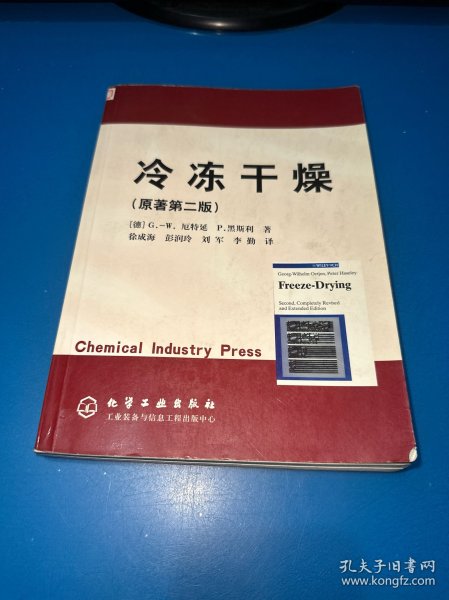 冷冻干燥
(原著第二版)
[德] G.-W. 厄特延 P.黑斯利 著
徐成海 彭润玲 刘军 李勤 译
Georg-Wilhelm Oetjen, Peter Haseley
Freeze-Drying
Second, Completely Revised
and Extended Edition
Chemical Industry Press
化学工业出版社
工业装备与信息工程出版中心
孔夫子旧书网
www.kongfz.com